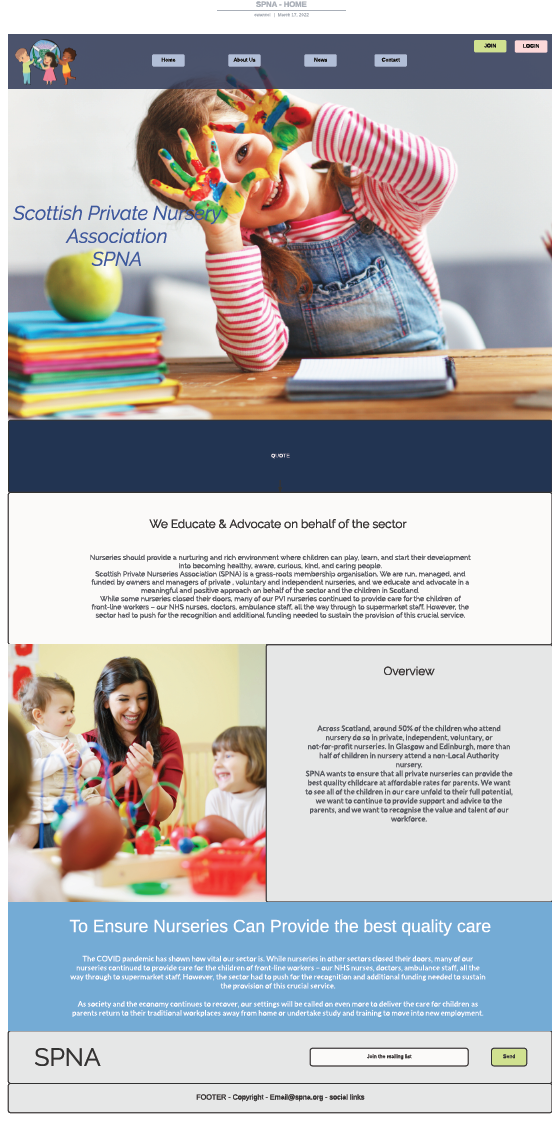 SPNA - HOME
| March 17, 2022
JOIN
LOGIN
Home
About Us
News
Contact
Scottish Private Nursery
Association
SPNA
QUOTE
We Educate & Advocate on behalf of the sector
Nurseries should provide a nurturing and rich environment where children can play, learn, and start their development
into becoming healthy, aware, curious, kind, and caring people.
Scottish Private Nurseries Association (SPNA) is a grass-roots membership organisation. We are run, managed, and
funded by owners and managers of private , voluntary and independent nurseries, and we educate and advocate in a
meaningful and positive approach on behalf of the sector and the children in Scotland
While some nurseries closed their doors, many of our PVI nurseries continued to provide care for the children of
front-line workers – our NHS nurses, doctors, ambulance staff, all the way through to supermarket staff. However, the
sector had to push for the recognition and additional funding needed to sustain the provision of this crucial service.
Overview
Across Scotland, around 50% of the children who attend
nursery do so in private, independent, voluntary, or
not-for-profit nurseries. In Glasgow and Edinburgh, more than
half of children in nursery attend a non-Local Authority
nursery.
SPNA wants to ensure that all private nurseries can provide the
best quality childcare at affordable rates for parents. We want
to see all of the children in our care unfold to their full potential,
we want to continue to provide support and advice to the
parents, and we want to recognise the value and talent of our
workforce.
To Ensure Nurseries Can Provide the best quality care
The COVID pandemic has shown how vital our sector is. While nurseries in other sectors closed their doors, many of our
nurseries continued to provide care for the children of front-line workers – our NHS nurses, doctors, ambulance staff, all the
way through to supermarket staff. However, the sector had to push for the recognition and additional funding needed to sustain
the provision of this crucial service.
As society and the economy continues to recover, our settings will be called on even more to deliver the care for children as
parents return to their traditional workplaces away from home or undertake study and training to move into new employment.
SPNA
Join the mailing list
Send
FOOTER - Copyright - Email@spna.org - social links